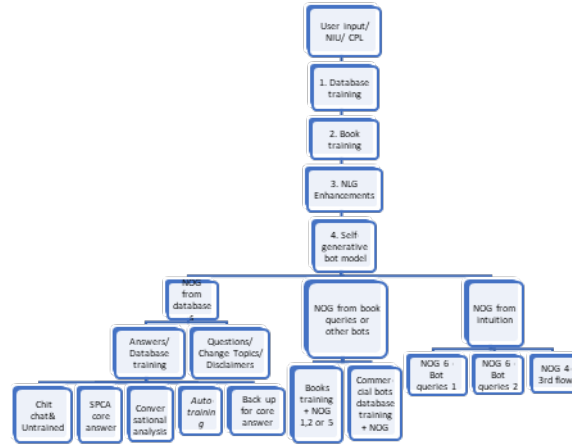 User input/
NIU/ CPL
1. Database
training
2. Book
training
3. NLG
Enhancements
4. Self-
generative
bot model
NOG
from
database
s
NOG from book
queries or
other bots
NOG from
intuition
Answers/
Database
training
Questions/
Change Topics/
Disclaimers
Chit
chat&
Untrained
SPCA
core
answer
Conver
sational
analysis
Auto-
trainin
g
Back up
for core
answer
Books
training
+ NOG
1,2 or 5
Commer
cial bots
database
training
+ NOG
NOG 6 -
Bot
queries 1
NOG 6 -
Bot
queries 2
NOG 4-
3rd flow